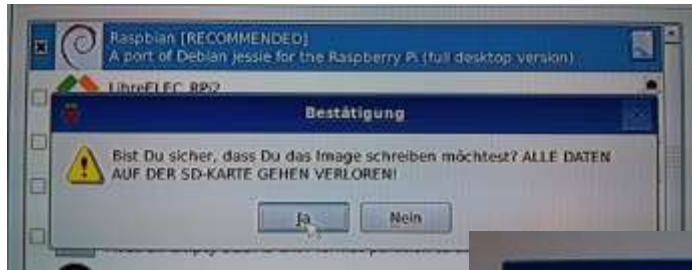 Raspbian [RECOMMENDED]
A port of Debian jessie for the Raspberry Pi (full desktop version)
LibreELEC_RPi2
Bestätigung
Bist Du sicher, dass Du das Image schreiben möchtest? ALLE DATEN
AUF DER SD-KARTE GEHEN VERLOREN!
Ja
Nein